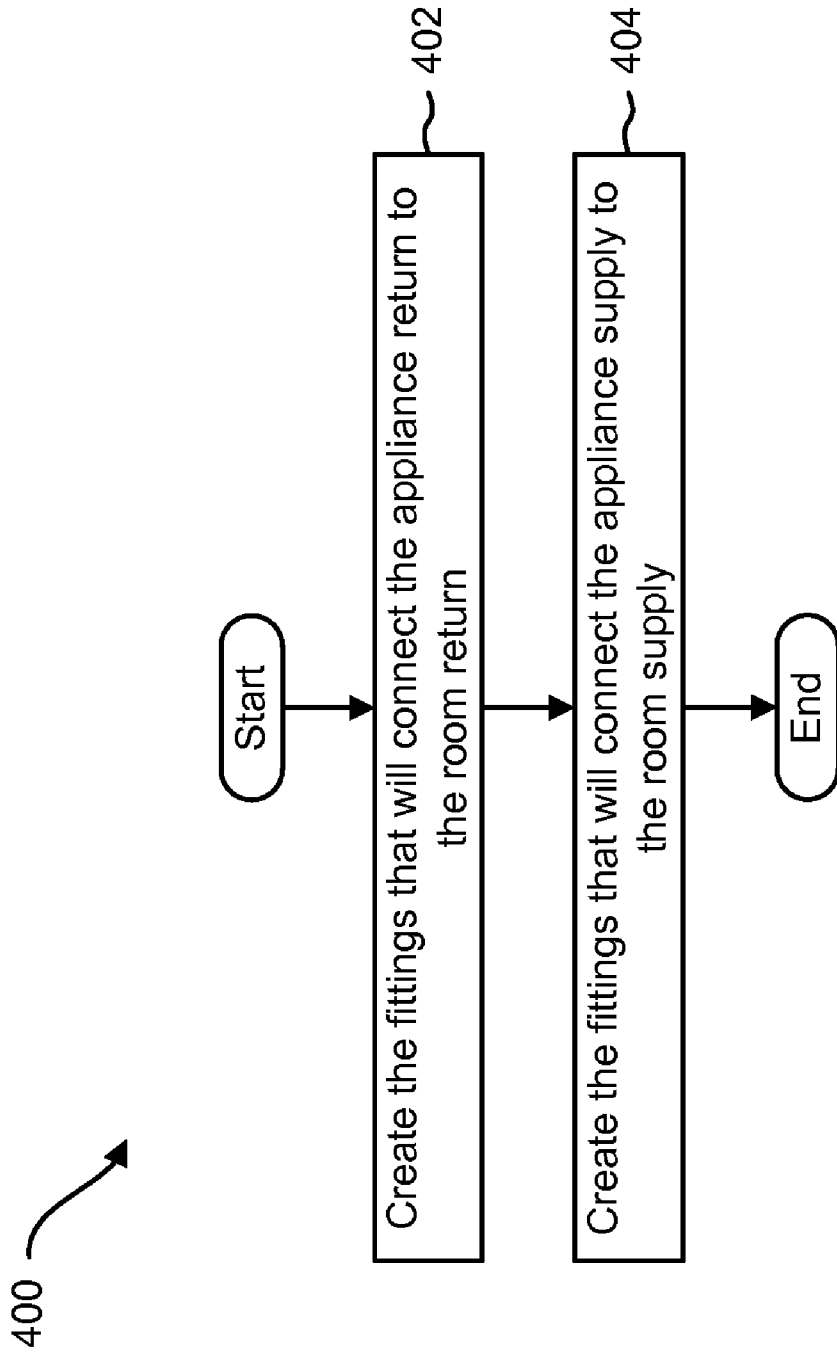 400
Start
Create the fittings that will connect the appliance return to
the room return
402
Create the fittings that will connect the appliance supply to
the room supply
404
End